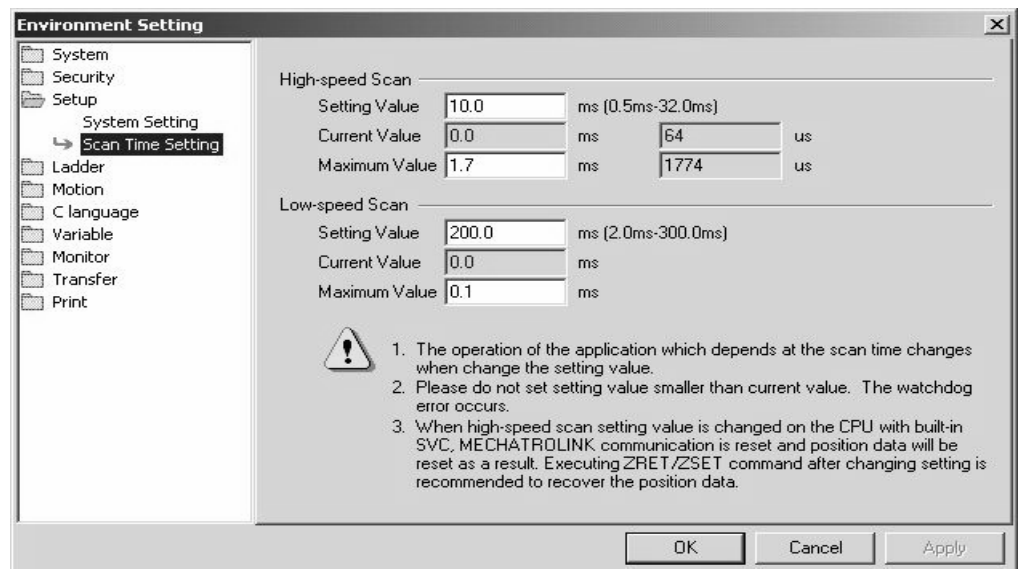 Environment Setting
System
Security
Setup
System Setting
Scan Time Setting
Ladder
Motion
C language
Variable
Monitor
Transfer
Print
High-speed Scan
Setting Value 10.0 ms (0.5ms-32.0ms)
Current Value 0.0 ms 64 us
Maximum Value 1.7 ms 1774 us
Low-speed Scan
Setting Value 200.0 ms (2.0ms-300.0ms)
Current Value 0.0 ms
Maximum Value 0.1 ms
1. The operation of the application which depends at the scan time changes
when change the setting value.
2. Please do not set setting value smaller than current value. The watchdog
error occurs.
3. When high-speed scan setting value is changed on the CPU with built-in
SVC, MECHATROLINK communication is reset and position data will be
reset as a result. Executing ZRET/ZSET command after changing setting is
recommended to recover the position data.
OK Cancel Apply